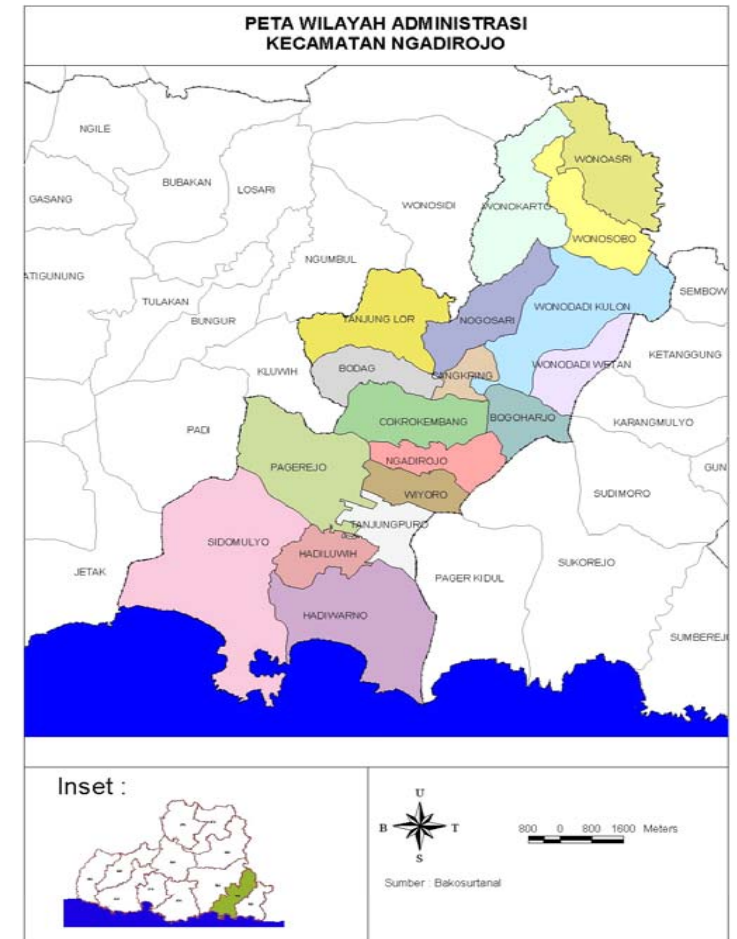 PETA WILAYAH ADMINISTRASI
KECAMATAN NGADIROJO
NGILE
WONOASRI
BUBAKAN
LOSARI
GASANG
WONOSIDI
WONOKARTO
WONOSOBO
NGUMBUL
ATIGUNUNG
SEMBOW
TULAKAN
WONODADI KULON
BUNGUR
TANJUNG LOR
NOGOSARI
KETANGGUNG
KLUWIH
BODAG
CANGKRING
WONODADI WETAN
PADI
COKROKEMBANG
BOGOHARJO
KARANGMULYO
PAGEREJO
NGADIROJO
GUN
WIYORO
SUDIMORO
TANJUNGPURO
SIDOMULYO
HADILUWIH
JETAK
PAGER KIDUL
SUKOREJO
HADIWARNO
SUMBEREJ
Inset :
U
B T
S
800 0 800 1600 Meters
Sumber : Bakosurtanal